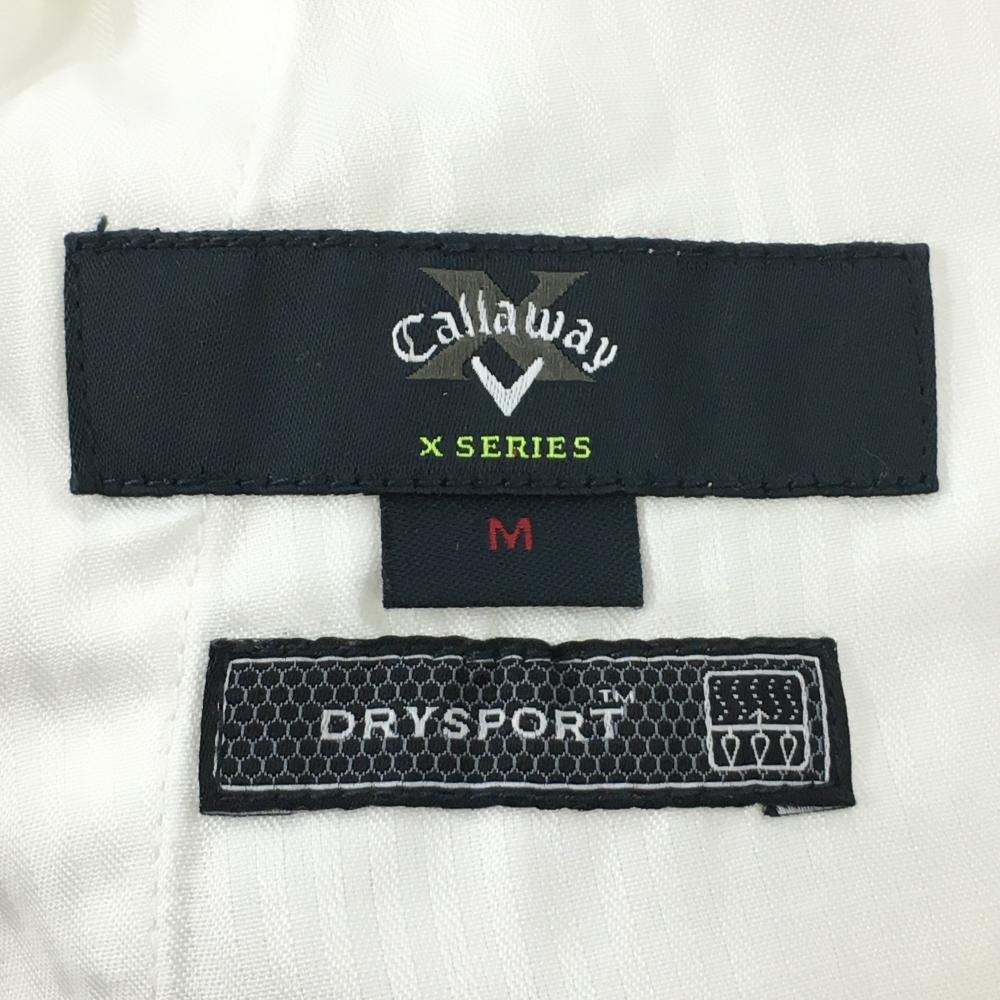 X
Callaway
X SERIES
M
DRYSPORT™